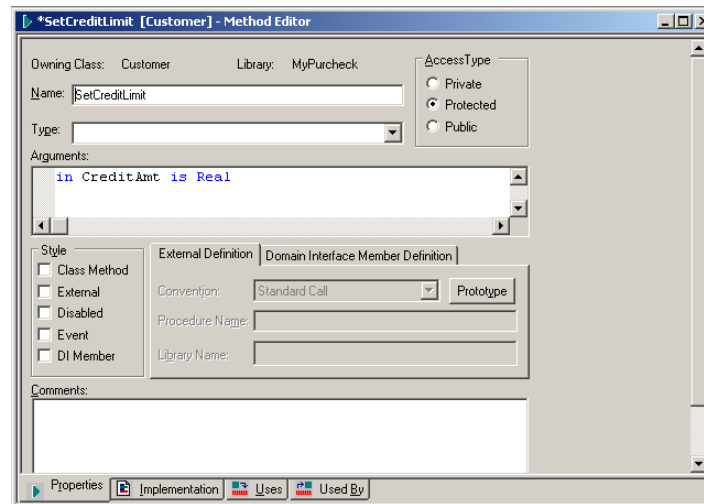 *SetCreditLimit [Customer] - Method Editor
Owning Class: Customer Library: MyPurcheck
AccessType
Private
Name: SetCreditLimit
Protected
Type:
Public
Arguments:
in CreditAmt is Real
Style
External Definition Domain Interface Member Definition
Class Method
External
Convention: Standard Call Prototype
Disabled
Procedure Name:
Event
DI Member
Library Name:
Comments:
Properties Implementation Uses Used By